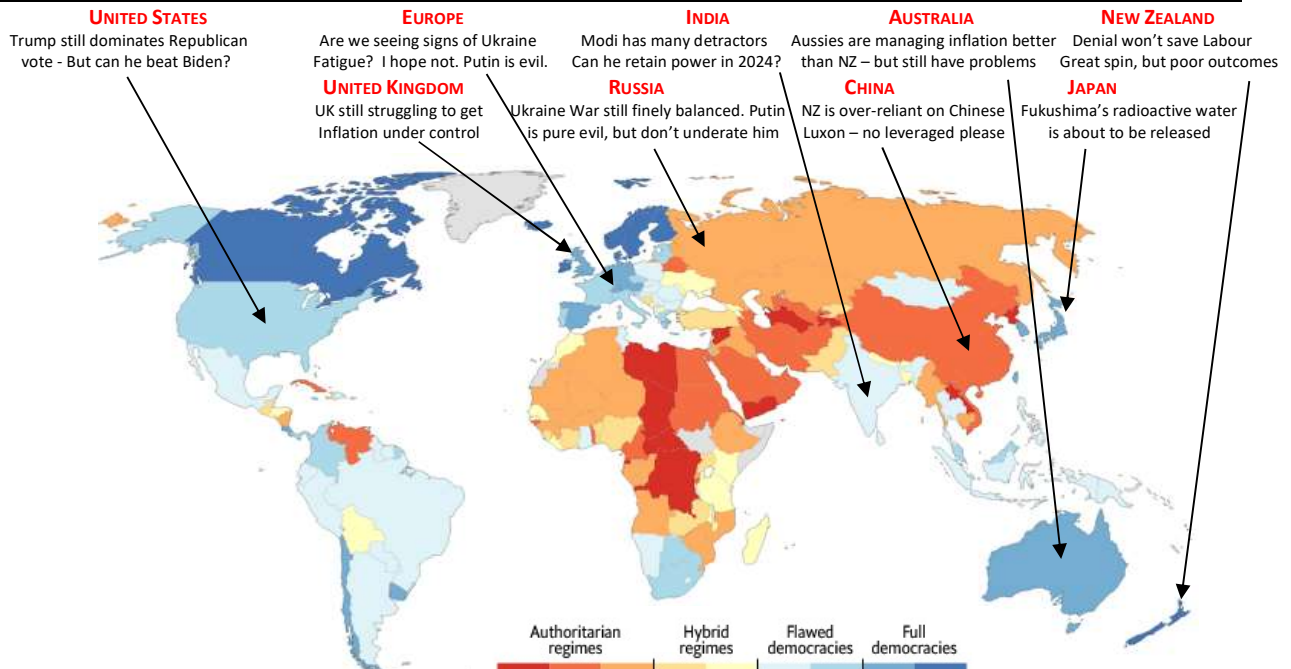 UNITED STATES
Trump still dominates Republican
vote - But can he beat Biden?
EUROPE
Are we seeing signs of Ukraine
Fatigue? I hope not. Putin is evil.
INDIA
Modi has many detractors
Can he retain power in 2024?
AUSTRALIA
Aussies are managing inflation better
than NZ – but still have problems
NEW ZEALAND
Denial won't save Labour
Great spin, but poor outcomes
UNITED KINGDOM
UK still struggling to get
Inflation under control
RUSSIA
Ukraine War still finely balanced. Putin
is pure evil, but don't underate him
CHINA
NZ is over-reliant on Chinese
Luxon – no leveraged please
JAPAN
Fukushima's radioactive water
is about to be released
Authoritarian
regimes
Hybrid
regimes
Flawed
democracies
Full
democracies